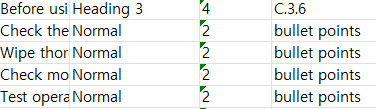 Before usi Heading 3 4 C.3.6
Check the Normal 2 bullet points
Wipe thor Normal 2 bullet points
Check mo Normal 2 bullet points
Test opera Normal 2 bullet points